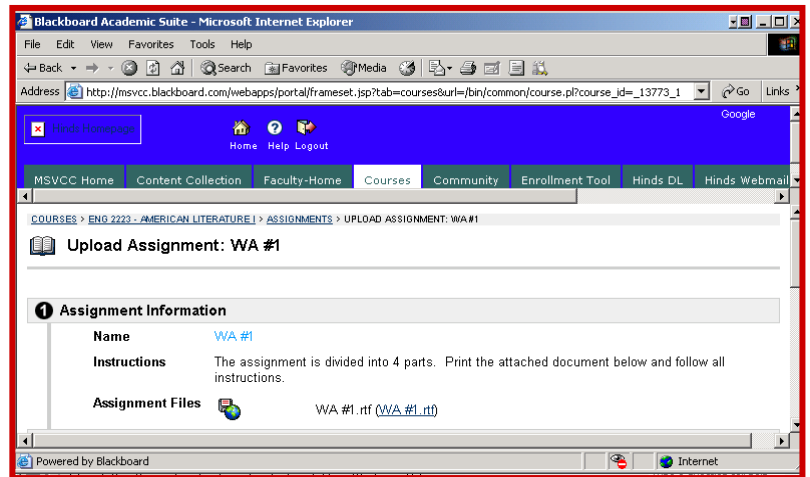 Blackboard Academic Suite - Microsoft Internet Explorer
File Edit View Favorites Tools Help
Back Search Favorites Media
Address http://msvcc.blackboard.com/webapps/portal/frameset.jsp?tab=courses&url=/bin/common/course.pl?course_id=_13773_1 Go Links
Google
Home Help Logout
MSVCC Home Content Collection Faculty-Home Courses Community Enrollment Tool Hinds DL Hinds Webmail
COURSES > ENG 2223 - AMERICAN LITERATURE I > ASSIGNMENTS > UPLOAD ASSIGNMENT: WA #1
Upload Assignment: WA #1
1 Assignment Information
Name WA #1
Instructions The assignment is divided into 4 parts. Print the attached document below and follow all
instructions.
Assignment Files WA #1.rtf (WA #1.rtf)
Powered by Blackboard Internet